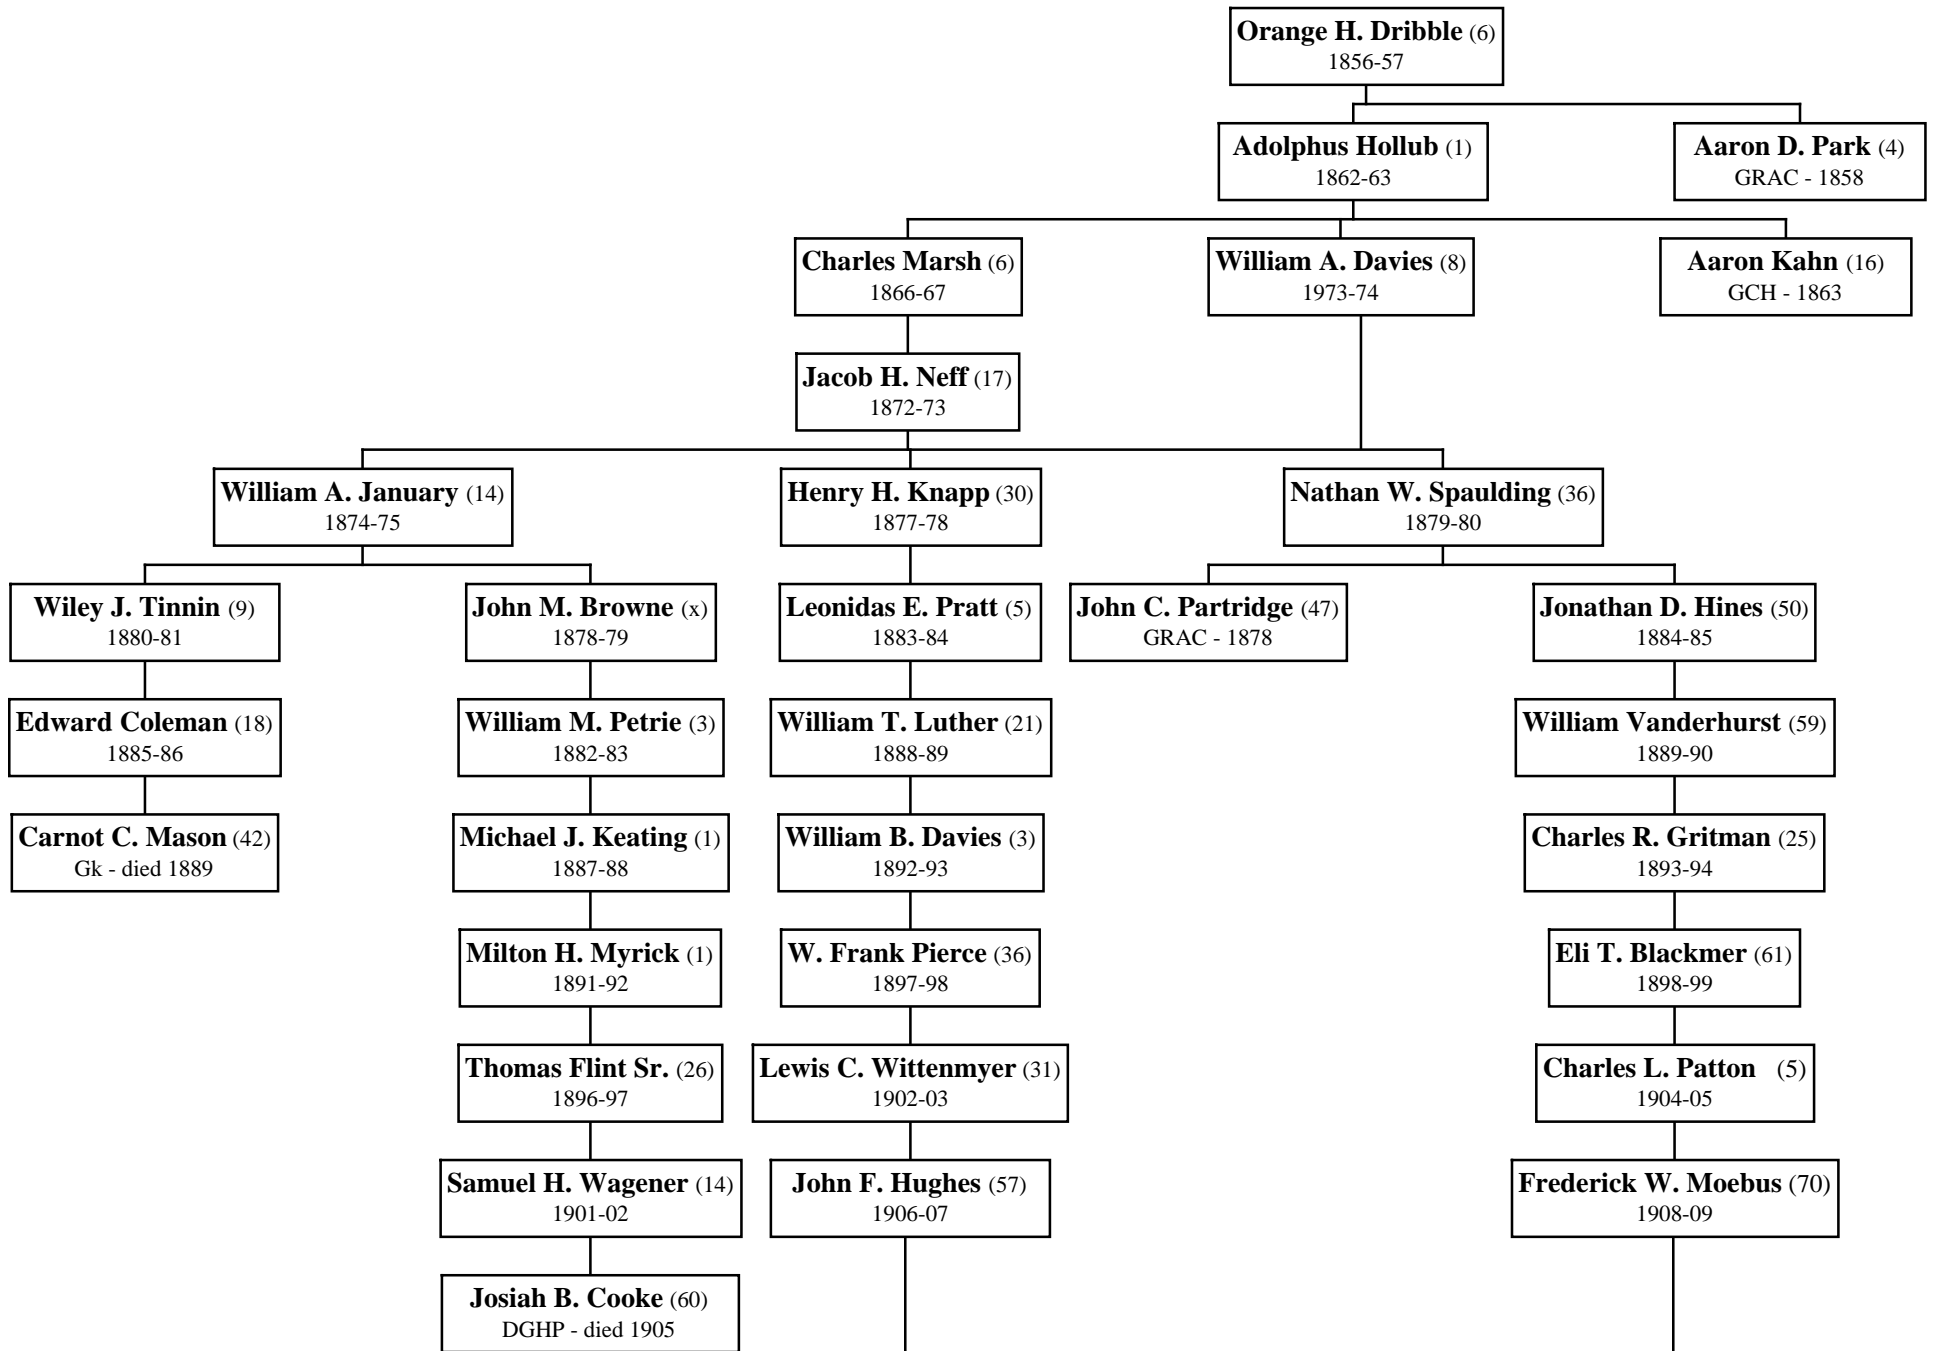 Orange H. Dribble (6)
1856-57
Adolphus Hollub (1)
1862-63
Aaron D. Park (4)
GRAC - 1858
Charles Marsh (6)
1866-67
William A. Davies (8)
1973-74
Aaron Kahn (16)
GCH - 1863
Jacob H. Neff (17)
1872-73
William A. January (14)
1874-75
Henry H. Knapp (30)
1877-78
Nathan W. Spaulding (36)
1879-80
Wiley J. Tinnin (9)
1880-81
John M. Browne (x)
1878-79
Leonidas E. Pratt (5)
1883-84
John C. Partridge (47)
GRAC - 1878
Jonathan D. Hines (50)
1884-85
Edward Coleman (18)
1885-86
William M. Petrie (3)
1882-83
William T. Luther (21)
1888-89
William Vanderhurst (59)
1889-90
Carnot C. Mason (42)
Gk - died 1889
Michael J. Keating (1)
1887-88
William B. Davies (3)
1892-93
Charles R. Gritman (25)
1893-94
Milton H. Myrick (1)
1891-92
W. Frank Pierce (36)
1897-98
Eli T. Blackmer (61)
1898-99
Thomas Flint Sr. (26)
1896-97
Lewis C. Wittenmyer (31)
1902-03
Charles L. Patton (5)
1904-05
Samuel H. Wagener (14)
1901-02
John F. Hughes (57)
1906-07
Frederick W. Moebus (70)
1908-09
Josiah B. Cooke (60)
DGHP - died 1905